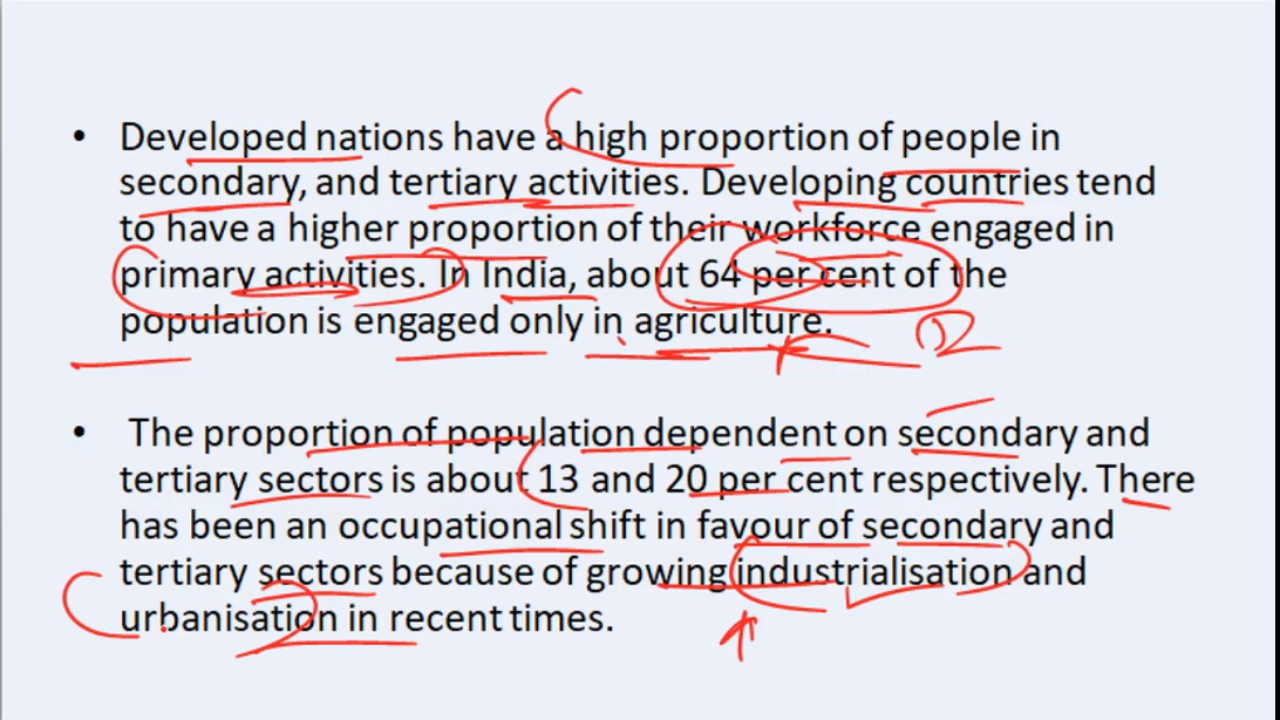 • Developed nations have a high proportion of people in
secondary, and tertiary activities. Developing countries tend
to have a higher proportion of their workforce engaged in
primary activities. In India, about 64 per cent of the
population is engaged only in agriculture.
• The proportion of population dependent on secondary and
tertiary sectors is about 13 and 20 per cent respectively. There
has been an occupational shift in favour of secondary and
tertiary sectors because of growing industrialisation and
urbanisation in recent times.